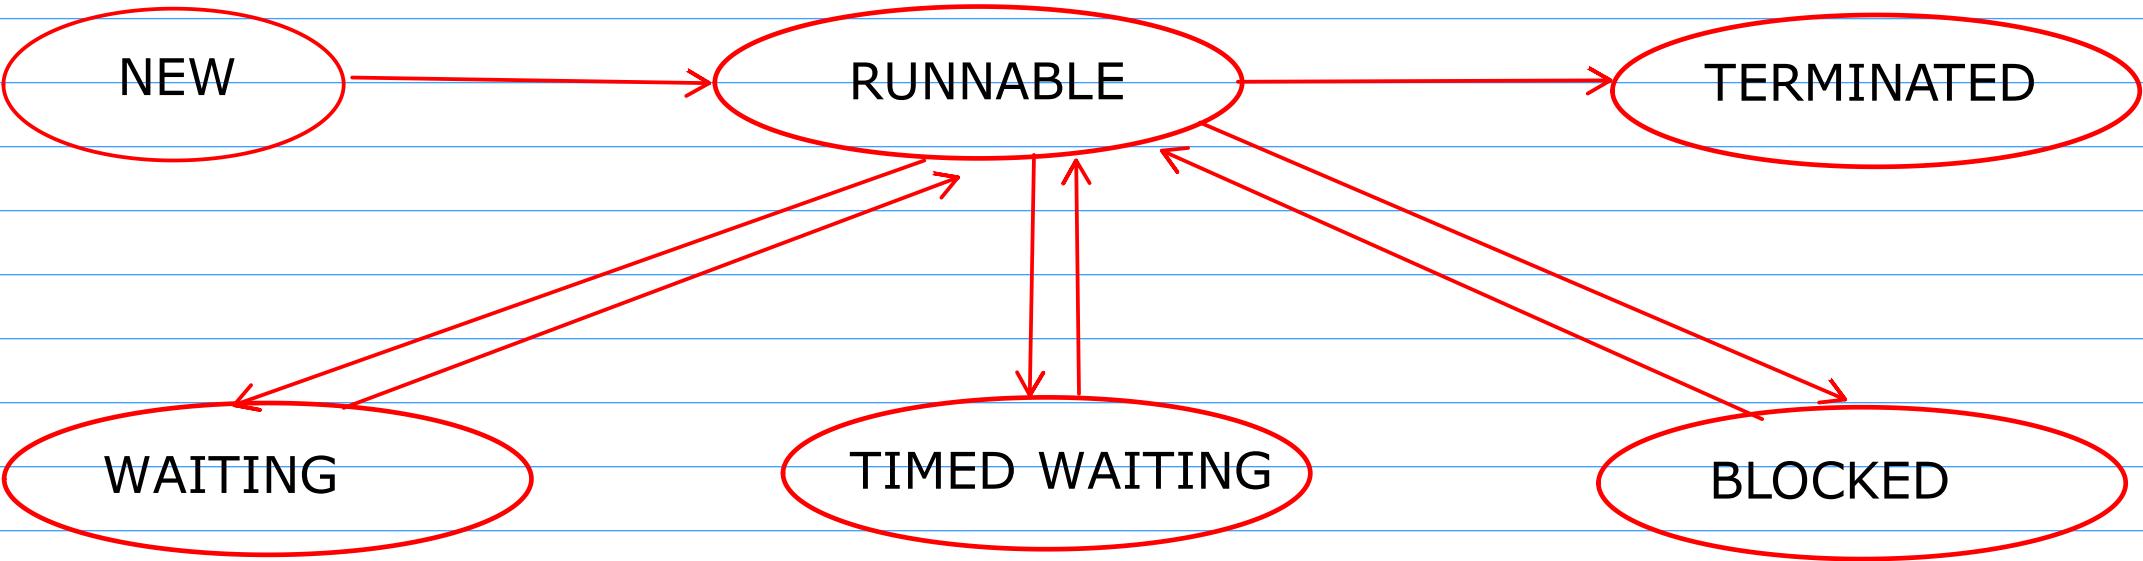 NEW
RUNNABLE
TERMINATED
WAITING
TIMED WAITING
BLOCKED